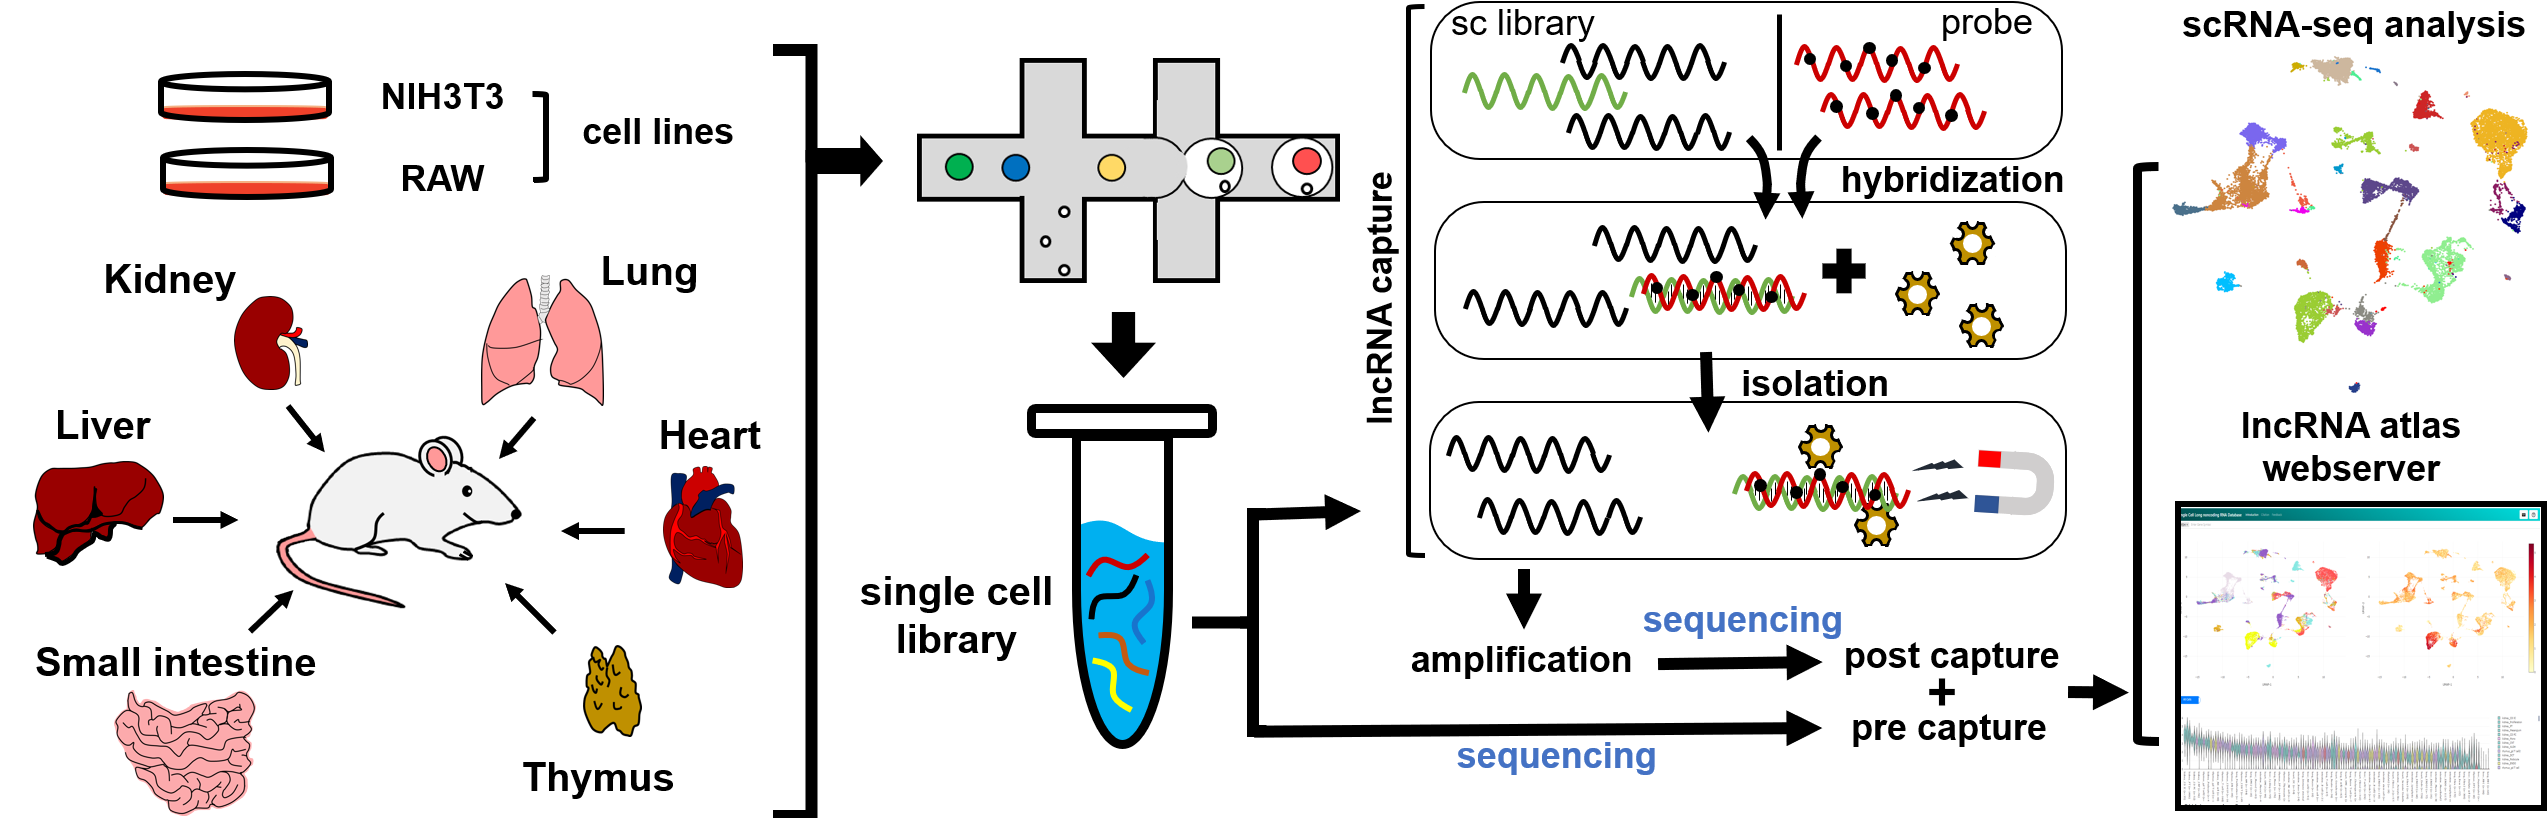 NIH3T3
RAW
cell lines
Kidney
Lung
Liver
Heart
Small intestine
Thymus
single cell
library
lncRNA capture
sc library
probe
hybridization
isolation
amplification
sequencing
post capture
+
pre capture
sequencing
scRNA-seq analysis
lncRNA atlas
webserver